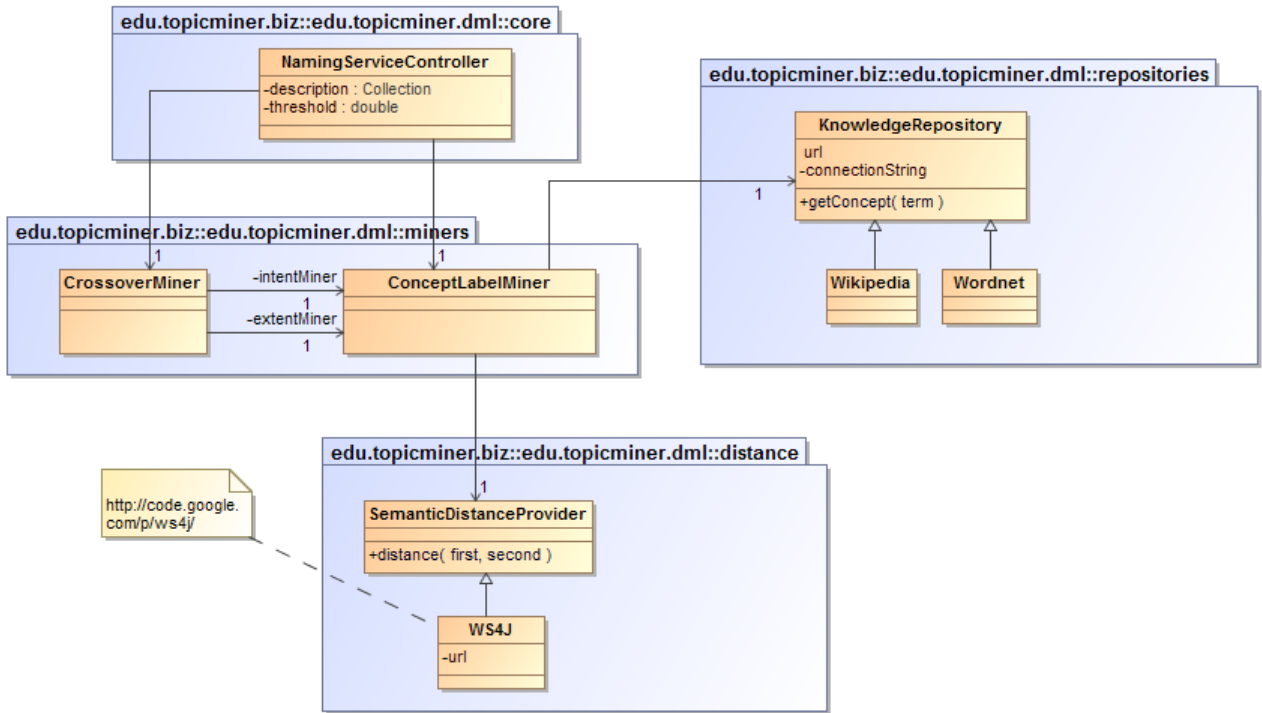 edu.topicminer.biz::edu.topicminer.dml::core
NamingServiceController
-description : Collection
-threshold : double
edu.topicminer.biz::edu.topicminer.dml::repositories
KnowledgeRepository
url
-connectionString
+getConcept( term )
1
Wikipedia
Wordnet
edu.topicminer.biz::edu.topicminer.dml::miners
1
1
CrossoverMiner
-intentMiner
1
-extentMiner
1
ConceptLabelMiner
edu.topicminer.biz::edu.topicminer.dml::distance
1
SemanticDistanceProvider
+distance( first, second )
WS4J
-url
http://code.google.
com/p/ws4j/